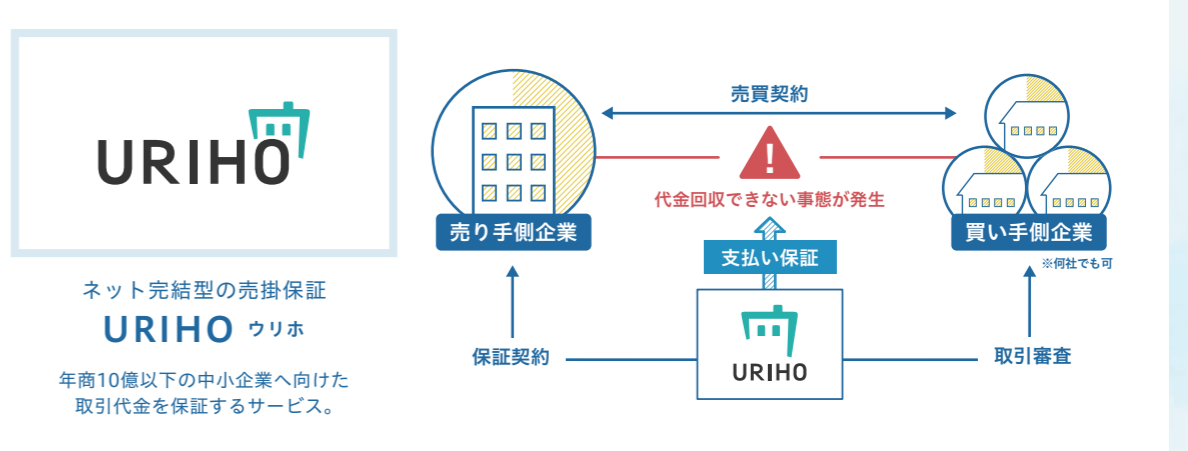 URIHO
ネット完結型の売掛保証
URIHO ウリホ
年商10億以下の中小企業へ向けた
取引代金を保証するサービス。
売買契約
!
代金回収できない事態が発生
売り手側企業
買い手側企業
※何社でも可
支払い保証
保証契約
URIHO
取引審査